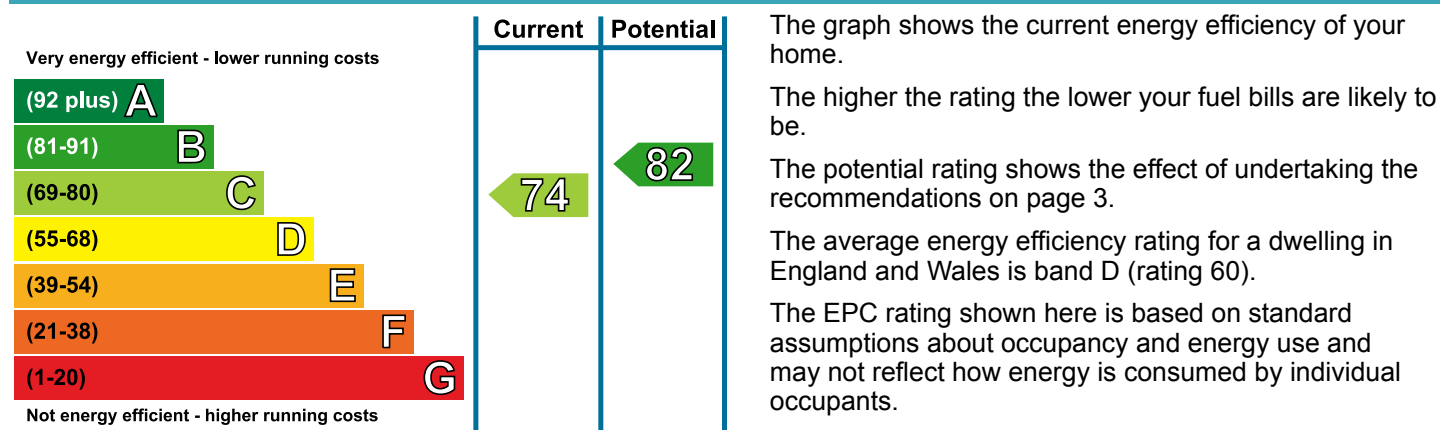 Current Potential
Very energy efficient - lower running costs
(92 plus) A
(81-91) B
(69-80) C
(55-68) D
(39-54) E
(21-38) F
(1-20) G
Not energy efficient - higher running costs
74
82
The graph shows the current energy efficiency of your
home.
The higher the rating the lower your fuel bills are likely to
be.
The potential rating shows the effect of undertaking the
recommendations on page 3.
The average energy efficiency rating for a dwelling in
England and Wales is band D (rating 60).
The EPC rating shown here is based on standard
assumptions about occupancy and energy use and
may not reflect how energy is consumed by individual
occupants.